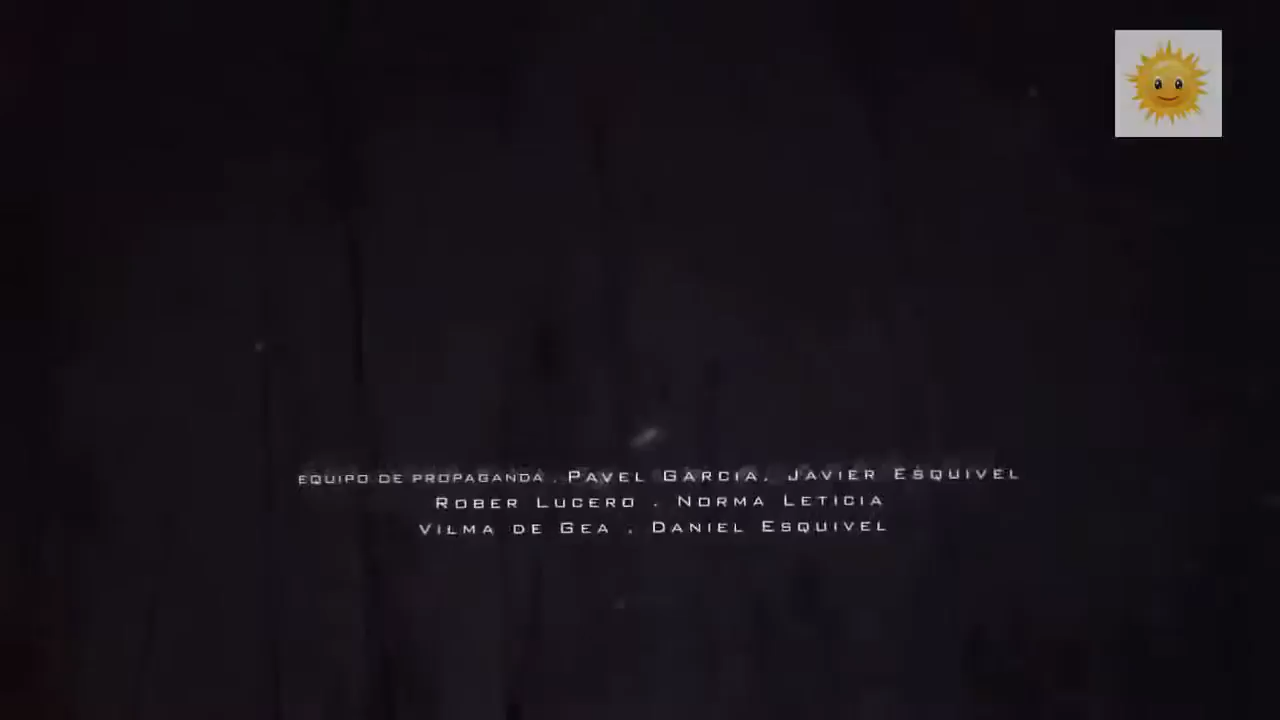 EQUIPO DE PROPAGANDA . PAVEL GARCIA. JAVIER ESQUIVEL
ROBER LUCERO . NORMA LETICIA
VILMA DE GEA . DANIEL ESQUIVEL